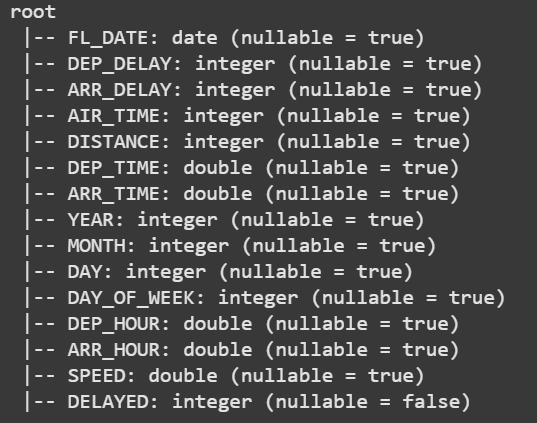 root
 |-- FL_DATE: date (nullable = true)
 |-- DEP_DELAY: integer (nullable = true)
 |-- ARR_DELAY: integer (nullable = true)
 |-- AIR_TIME: integer (nullable = true)
 |-- DISTANCE: integer (nullable = true)
 |-- DEP_TIME: double (nullable = true)
 |-- ARR_TIME: double (nullable = true)
 |-- YEAR: integer (nullable = true)
 |-- MONTH: integer (nullable = true)
 |-- DAY: integer (nullable = true)
 |-- DAY_OF_WEEK: integer (nullable = true)
 |-- DEP_HOUR: double (nullable = true)
 |-- ARR_HOUR: double (nullable = true)
 |-- SPEED: double (nullable = true)
 |-- DELAYED: integer (nullable = false)